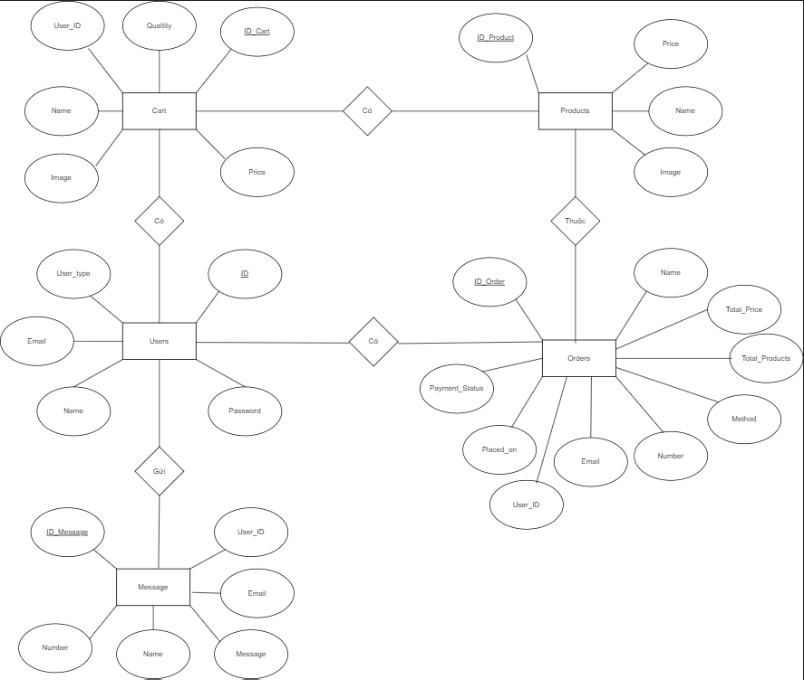 User_ID
Qualtity
ID_Cart
ID_Product
Price
Name
Cart
Có
Products
Name
Image
Price
Image
Có
Thuộc
User_type
ID
ID_Order
Name
Total_Price
Email
Users
Có
Orders
Total_Products
Payment_Status
Name
Password
Method
Placed_on
Email
Number
Gửi
User_ID
ID_Message
User_ID
Message
Email
Number
Name
Message